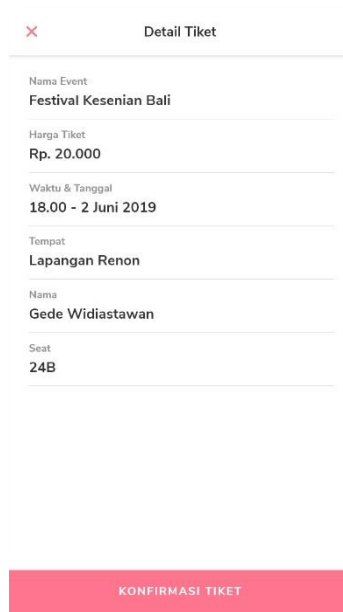 Detail Tiket
Nama Event
Festival Kesenian Bali
Harga Tiket
Rp. 20.000
Waktu & Tanggal
18.00 - 2 Juni 2019
Tempat
Lapangan Renon
Nama
Gede Widiastawan
Seat
24B
KONFIRMASI TIKET